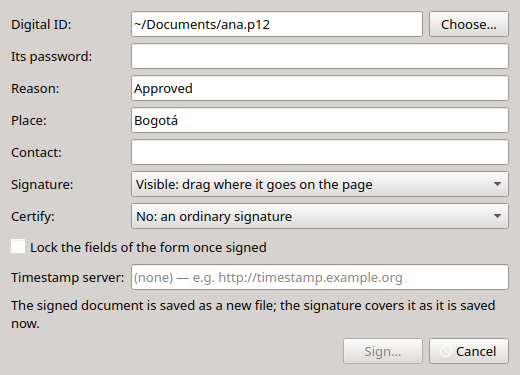 Digital ID: ~/Documents/ana.p12 Choose...
Its password:
Reason: Approved
Place: Bogotá
Contact:
Signature: Visible: drag where it goes on the page
Certify: No: an ordinary signature
Lock the fields of the form once signed
Timestamp server: (none) — e.g. http://timestamp.example.org
The signed document is saved as a new file; the signature covers it as it is saved
now.
Sign... Cancel